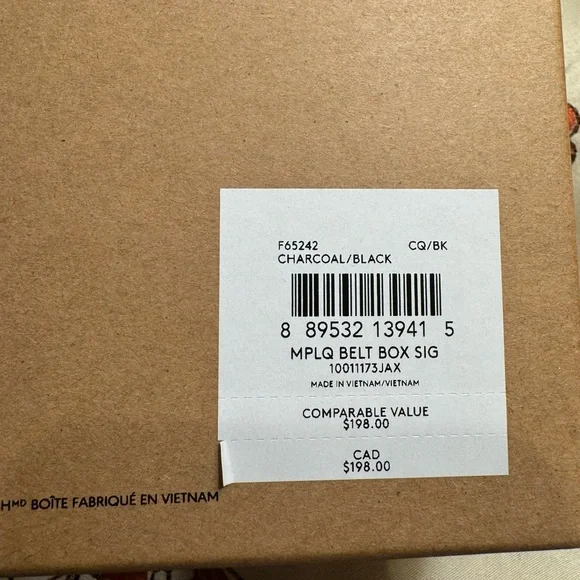 F65242 CQ/BK
CHARCOAL/BLACK
8 89532 13941 5
MPLQ BELT BOX SIG
10011173JAX
MADE IN VIETNAM/VIETNAM
COMPARABLE VALUE
$198.00
CAD
$198.00
Hᴹᴰ BOÎTE FABRIQUÉ EN VIETNAM